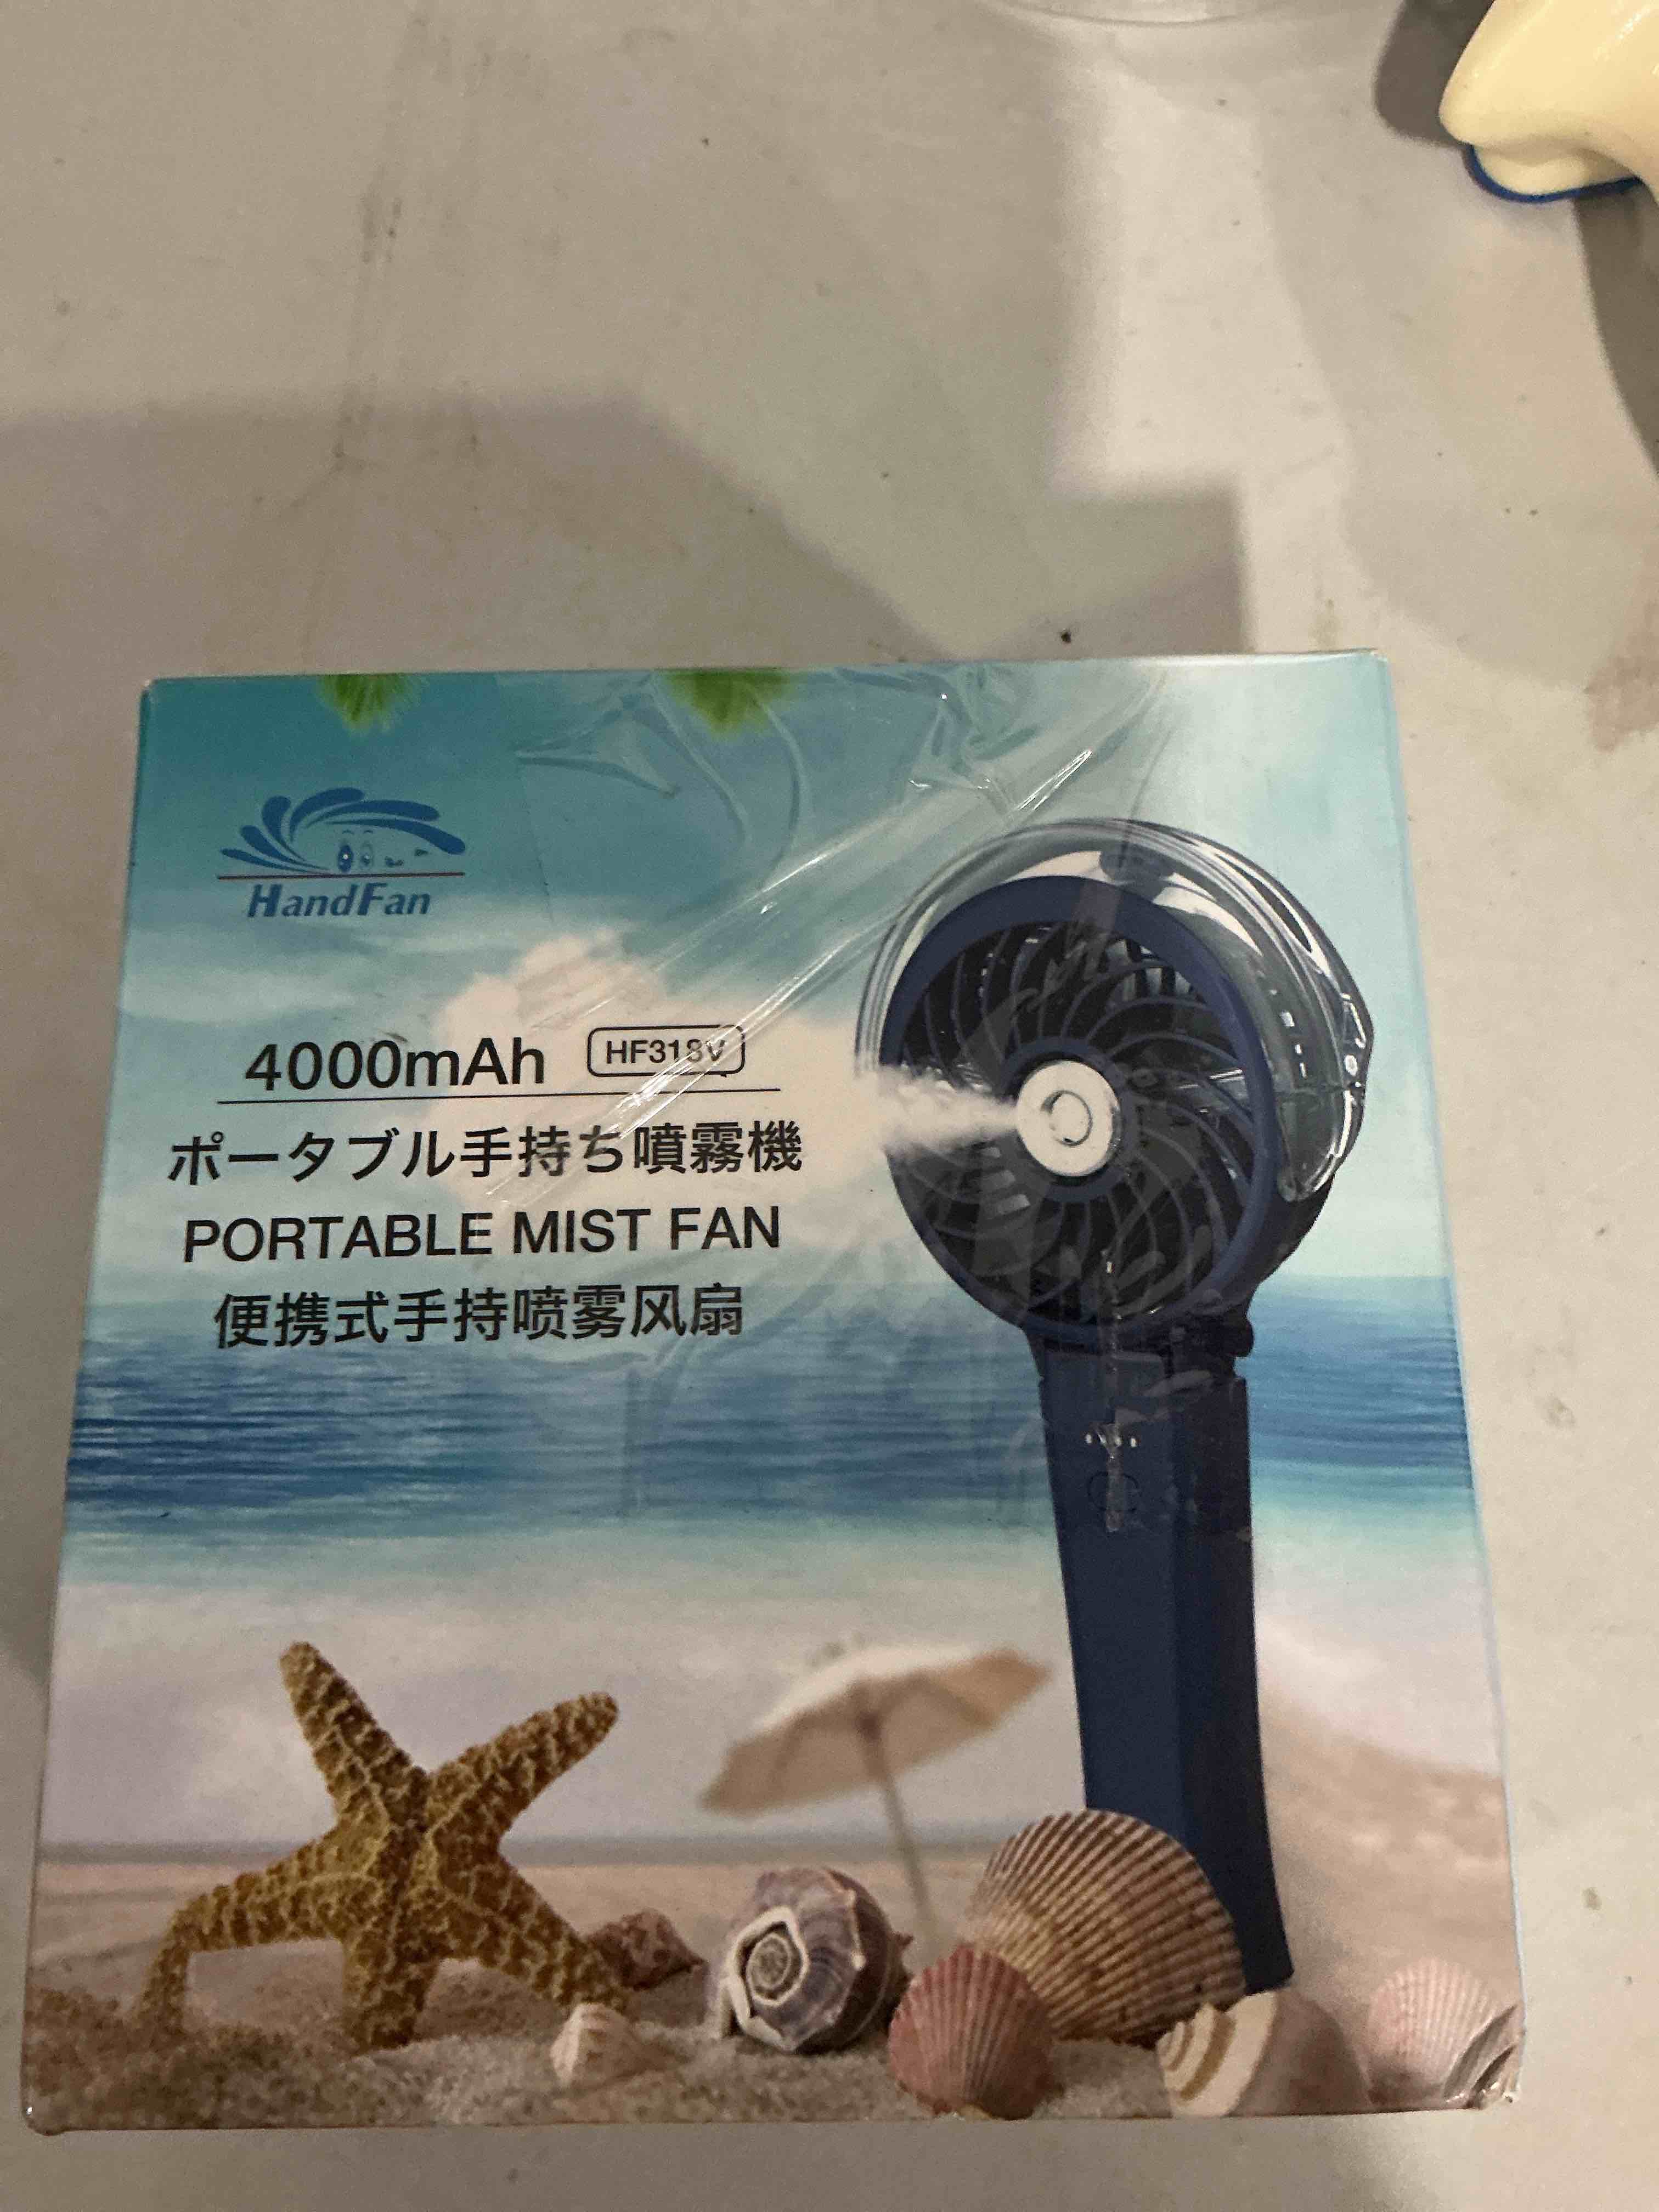 HandFan
4000mAh HF318V
ポータブル手持ち噴霧機
PORTABLE MIST FAN
便携式手持喷雾风扇